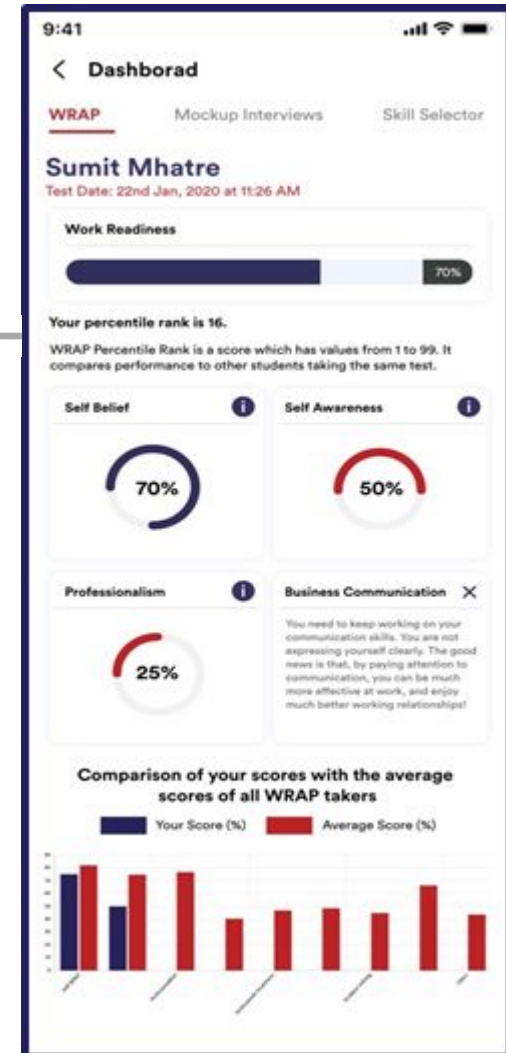 9:41
Dashborad
WRAP Mockup Interviews Skill Selector
Sumit Mhatre
Test Date: 22nd Jan, 2020 at 11:26 AM
Work Readiness
70%
Your percentile rank is 16.
WRAP Percentile Rank is a score which has values from 1 to 99. It
compares performance to other students taking the same test.
Self Belief
70%
Self Awareness
50%
Professionalism
25%
Business Communication
You need to keep working on your
communication skills. You are not
expressing yourself clearly. The good
news is that, by paying attention to
communication, you can be much
more effective at work, and enjoy
much better working relationships!
Comparison of your scores with the average
scores of all WRAP takers
Your Score (%) Average Score (%)
Self Belief